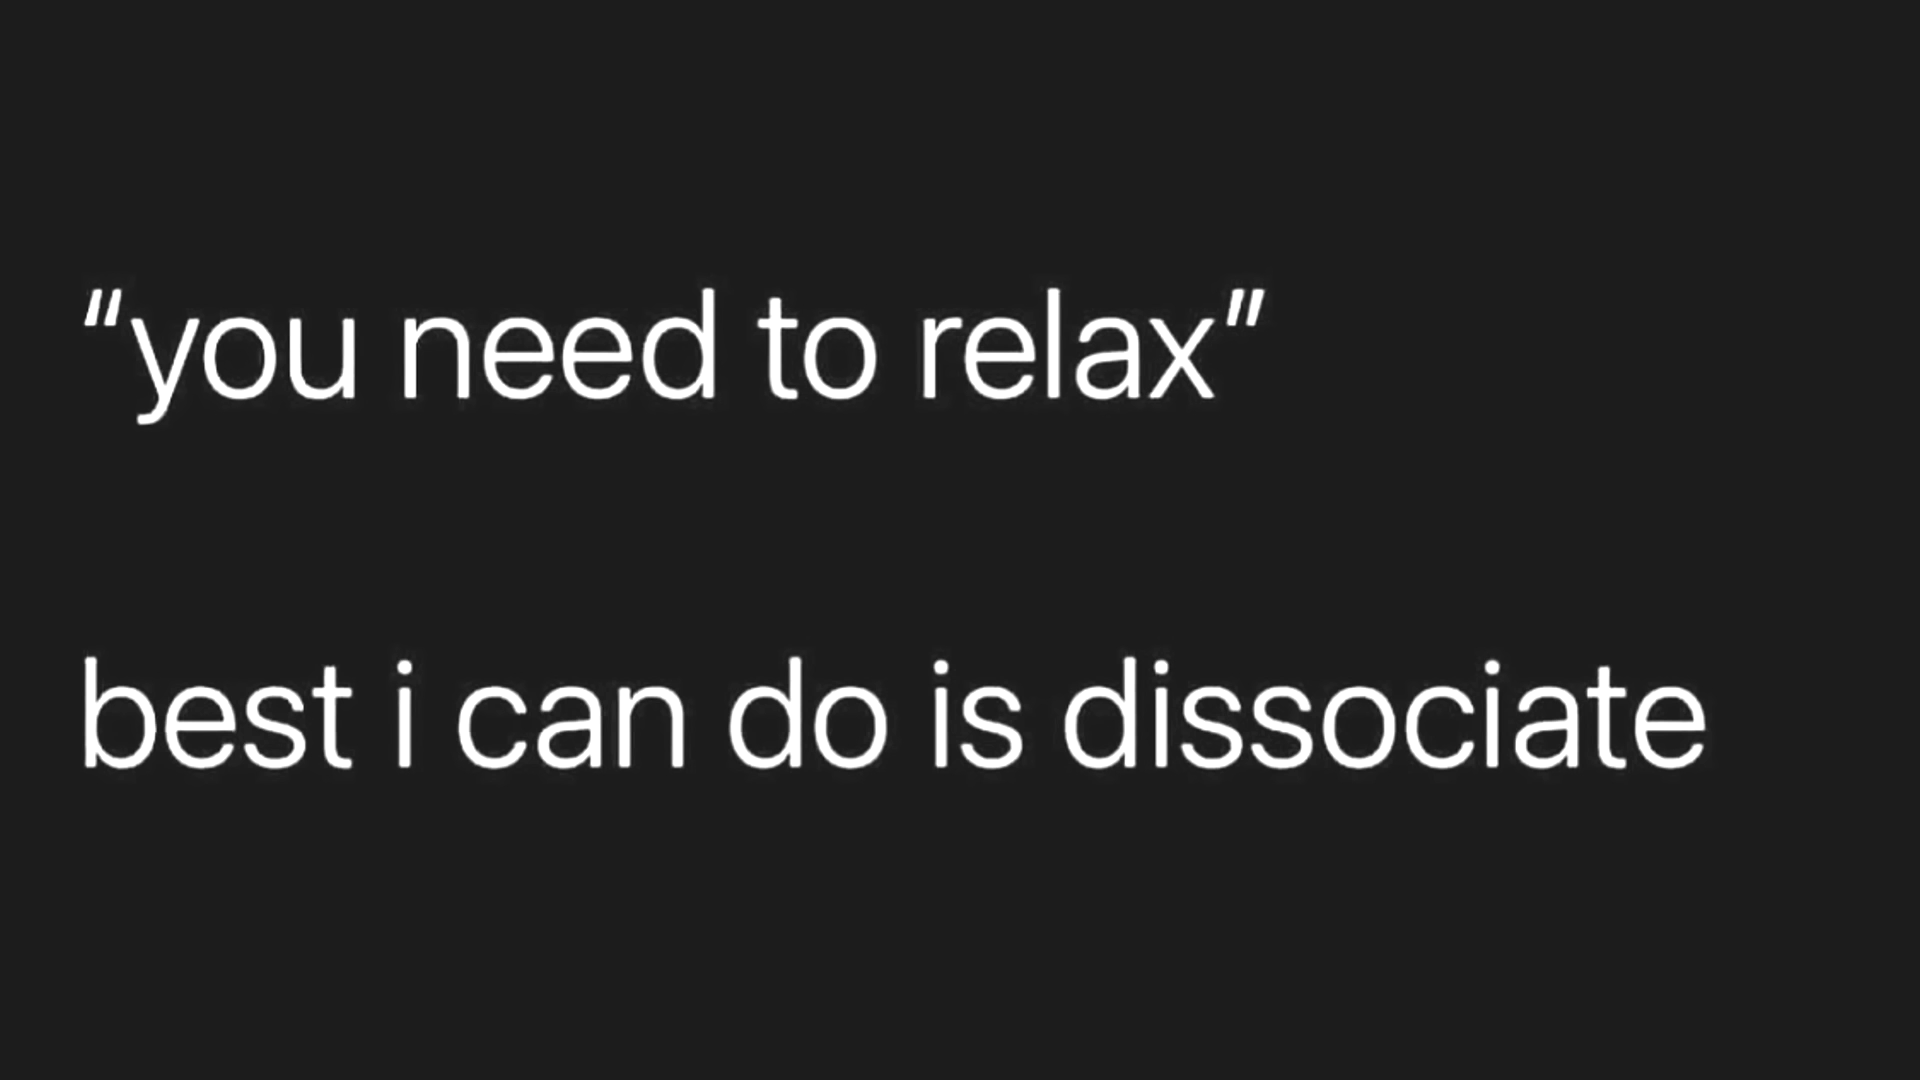 “you need to relax”
best i can do is dissociate